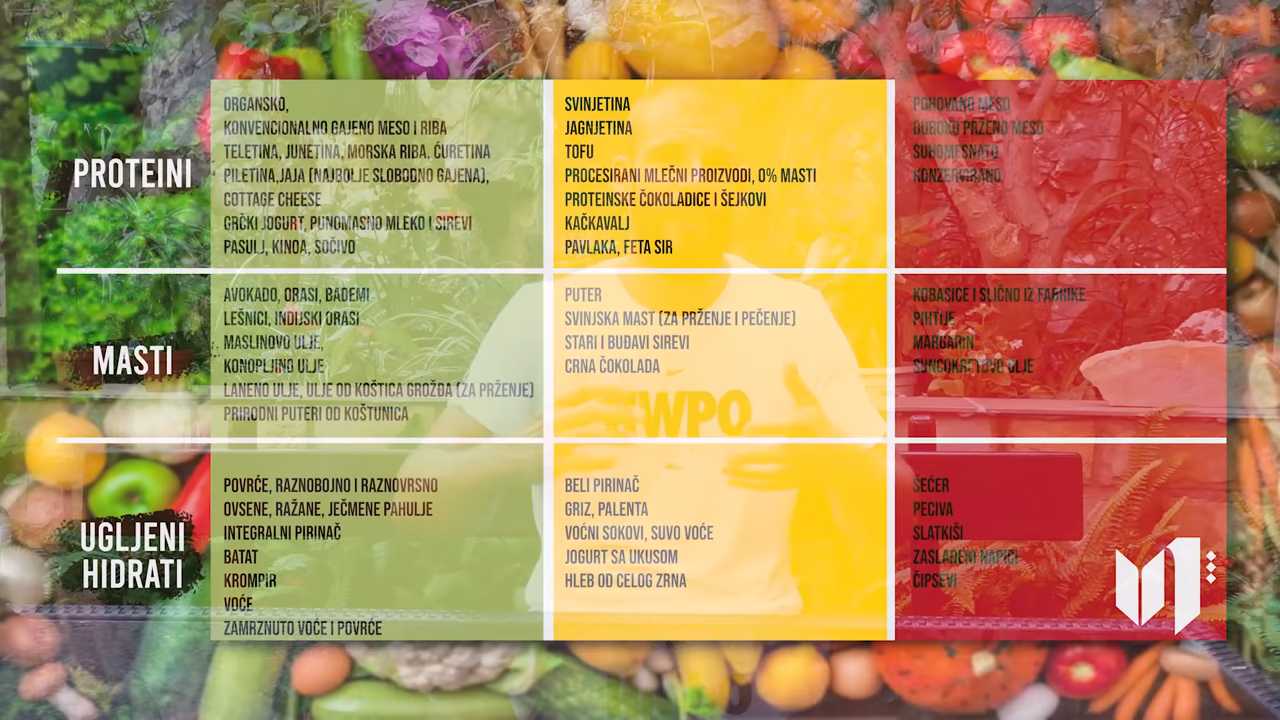 PROTEINI
ORGANSKO,
KONVENCIONALNO GAJENO MESO I RIBA
TELETINA, JUNETINA, MORSKA RIBA, ĆURETINA
PILETINA,JAJA (NAJBOLJE SLOBODNO GAJENA),
COTTAGE CHEESE
GRČKI JOGURT, PUNOMASNO MLEKO I SIREVI
PASULJ, KINOA, SOČIVO
SVINJETINA
JAGNJETINA
TOFU
PROCESIRANI MLEČNI PROIZVODI, 0% MASTI
PROTEINSKE ČOKOLADICE I ŠEJKOVI
KAČKAVALJ
PAVLAKA, FETA SIR
POHOVANO MESO
DUBOKO PRŽENO MESO
SUHOMESNATO
KONZERVIRANO
MASTI
AVOKADO, ORASI, BADEMI
LEŠNICI, INDIJSKI ORASI
MASLINOVO ULJE,
KONOPLJINO ULJE
LANENO ULJE, ULJE OD KOŠTICA GROŽĐA (ZA PRŽENJE)
PRIRODNI PUTERI OD KOŠTUNICA
PUTER
SVINJSKA MAST (ZA PRŽENJE I PEČENJE)
STARI I BUĐAVI SIREVI
CRNA ČOKOLADA
KOBASICE I SLIČNO IZ FABRIKE
PIHTIJE
MARGARIN
SUNCOKRETOVO ULJE
WPO
UGLJENI
HIDRATI
POVRĆE, RAZNOBOJNO I RAZNOVRSNO
OVSENE, RAŽANE, JEČMENE PAHULJE
INTEGRALNI PIRINAČ
BATAT
KROMPIR
VOĆE
ZAMRZNUTO VOĆE I POVRĆE
BELI PIRINAČ
GRIZ, PALENTA
VOĆNI SOKOVI, SUVO VOĆE
JOGURT SA UKUSOM
HLEB OD CELOG ZRNA
ŠEĆER
PECIVA
SLATKIŠI
ZASLAĐENI NAPICI
ČIPSEVI